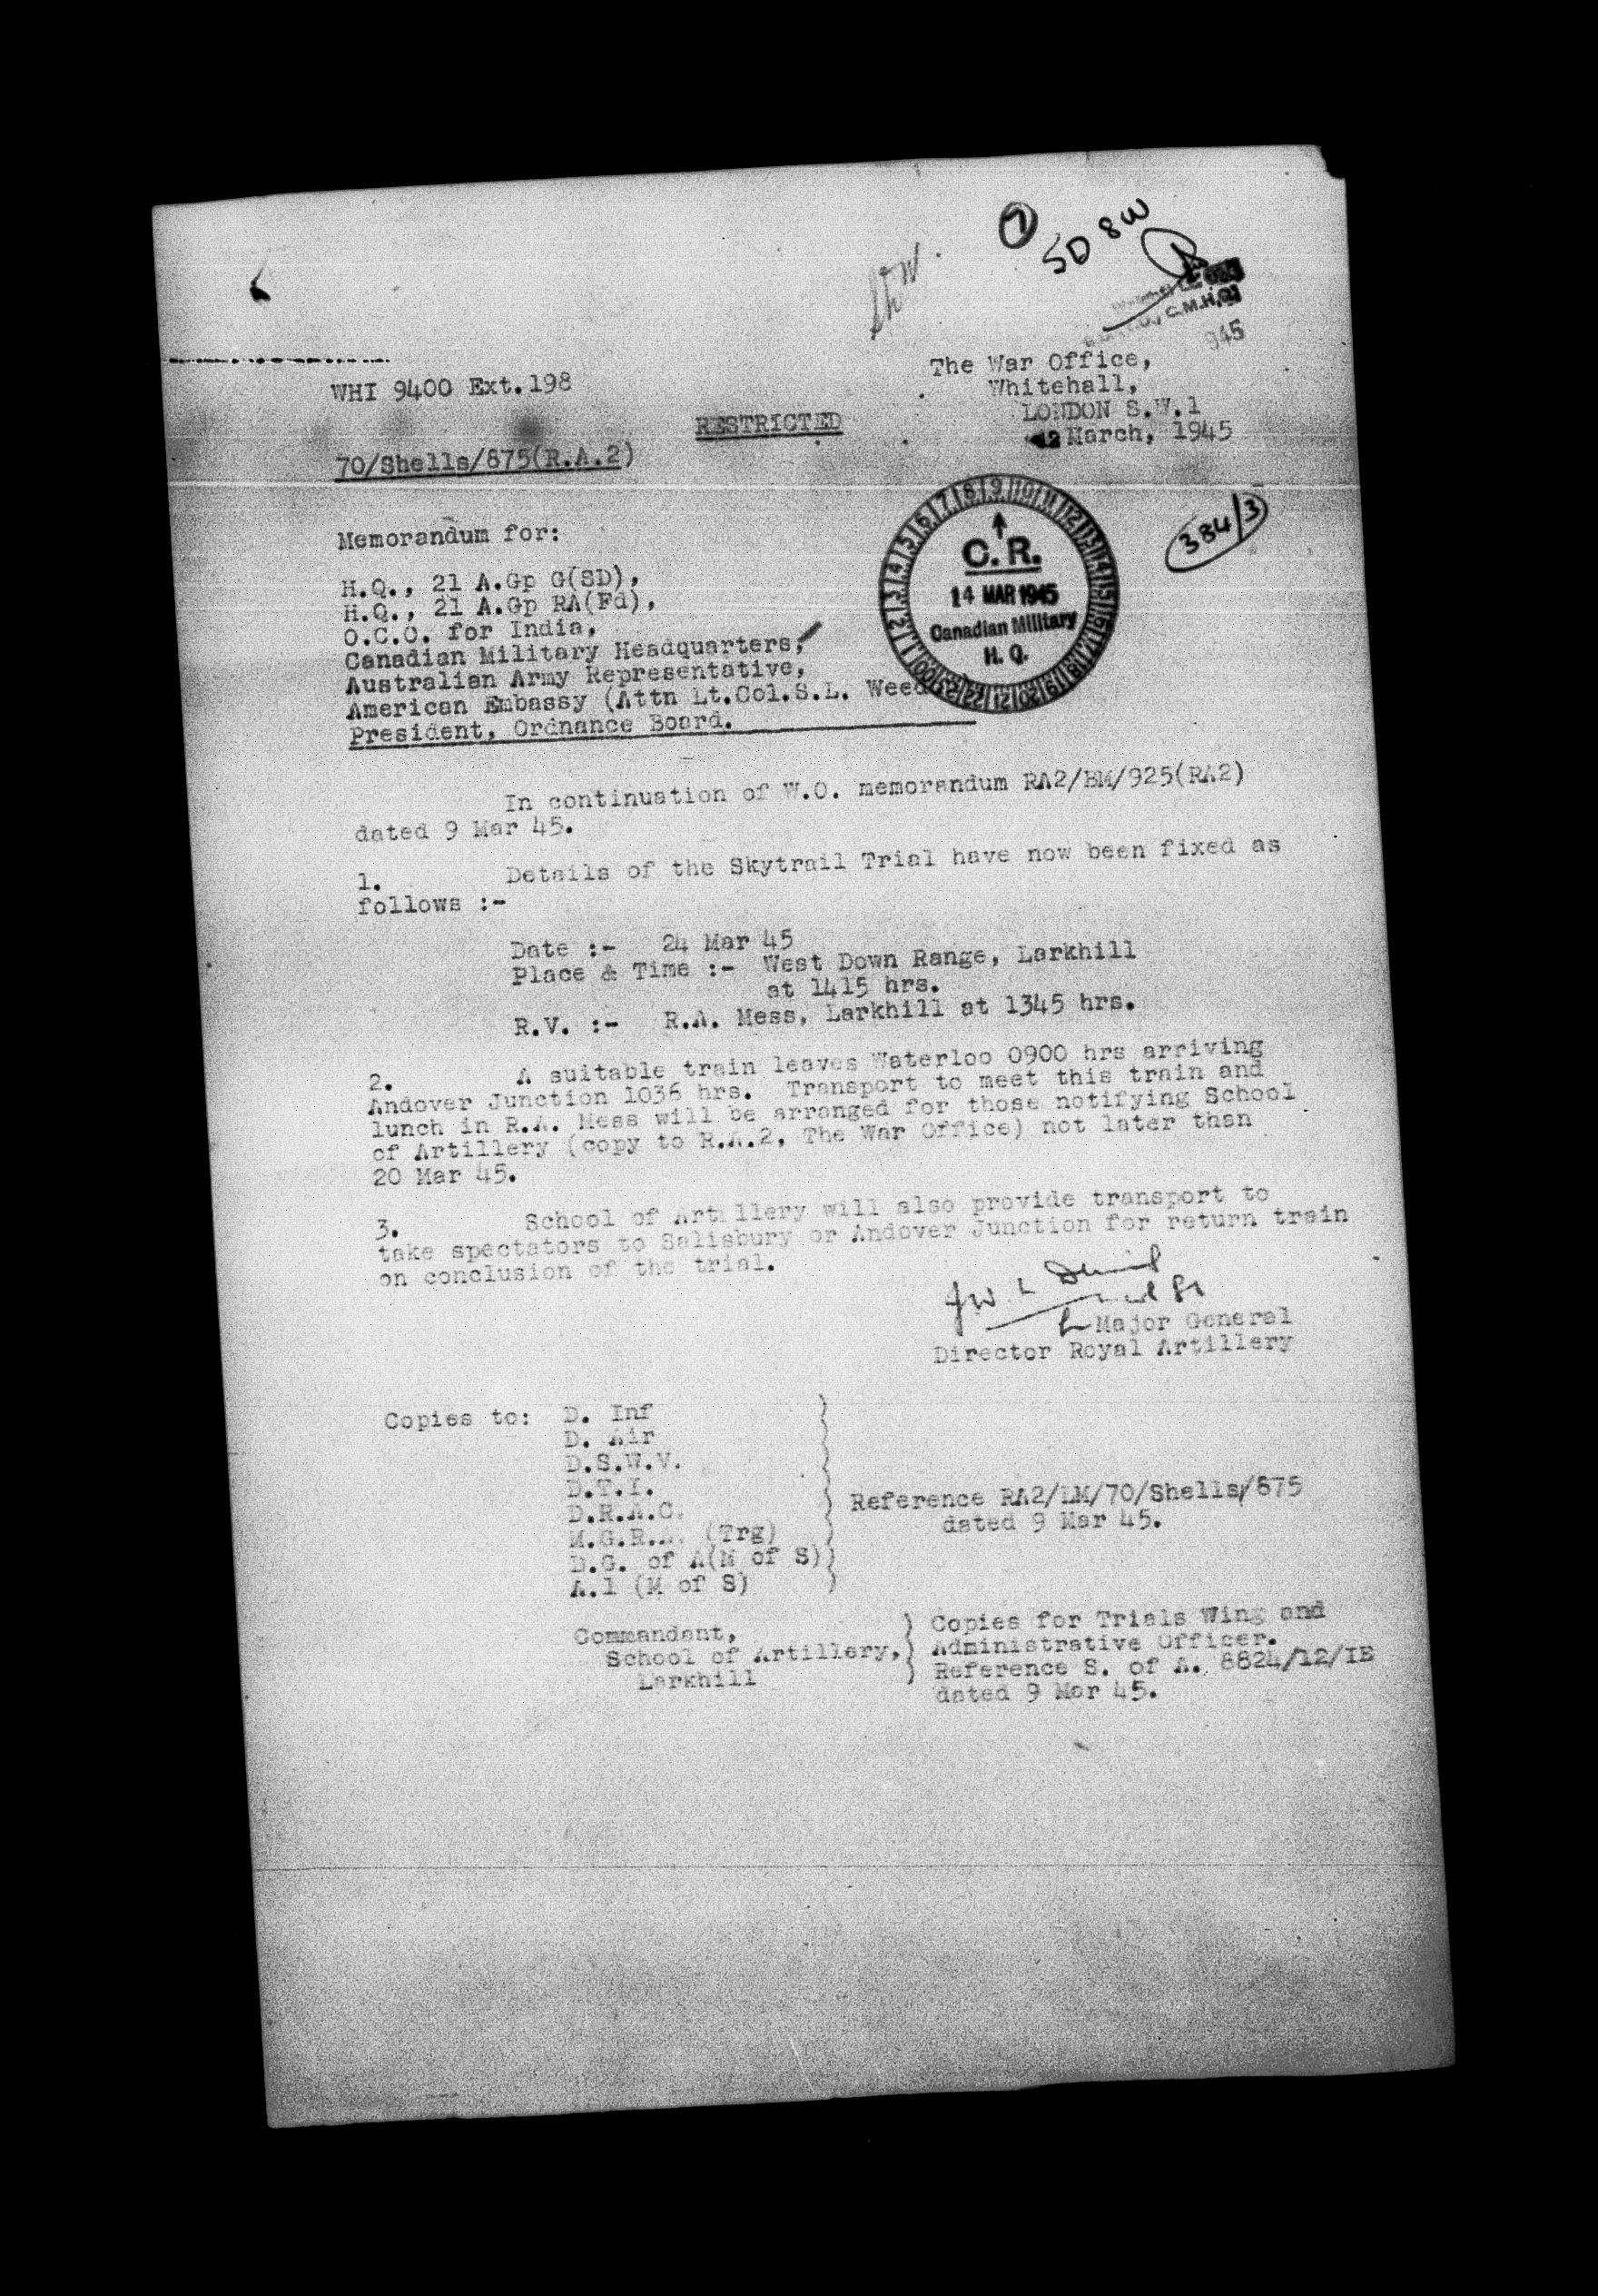 7
SD 8 W
C.M.H.Q.
945
The War Office,
Whitehall,
LONDON S.W.1
12 March, 1945
WHI 9400 Ext.198
RESTRICTED
70/Shells/875(R.A.2)
384/3
C.R.
14 MAR 1945
Canadian Military
H. Q.
Memorandum for:
H.Q., 21 A.Gp G(SD),
H.Q., 21 A.Gp RA(Fd),
O.C.O. for India,
Canadian Military Headquarters,
Australian Army Representative,
American Embassy (Attn Lt.Col.S.L. Weed
President, Ordnance Board.
In continuation of W.O. memorandum RA2/BM/925(RA2)
dated 9 Mar 45.
1. Details of the Skytrail Trial have now been fixed as
follows :-
Date :- 24 Mar 45
Place & Time :- West Down Range, Larkhill
at 1415 hrs.
R.V. :- R.A. Mess, Larkhill at 1345 hrs.
2. A suitable train leaves Waterloo 0900 hrs arriving
Andover Junction 1036 hrs. Transport to meet this train and
lunch in R.A. Mess will be arranged for those notifying School
of Artillery (copy to R.A.2, The War Office) not later than
20 Mar 45.
3. School of Artillery will also provide transport to
take spectators to Salisbury or Andover Junction for return train
on conclusion of the trial.
Major General
Director Royal Artillery
Copies to: D. Inf
D. Air
D.S.W.V.
D.T.I.
D.R.A.C.
M.G.R.A. (Trg)
D.G. of A(M of S)
A.1 (M of S)
Reference RA2/LM/70/Shells/875
dated 9 Mar 45.
Commandant,
School of Artillery,
Larkhill
Copies for Trials Wing and
Administrative Officer.
Reference S. of A. 8824/12/IE
dated 9 Mar 45.